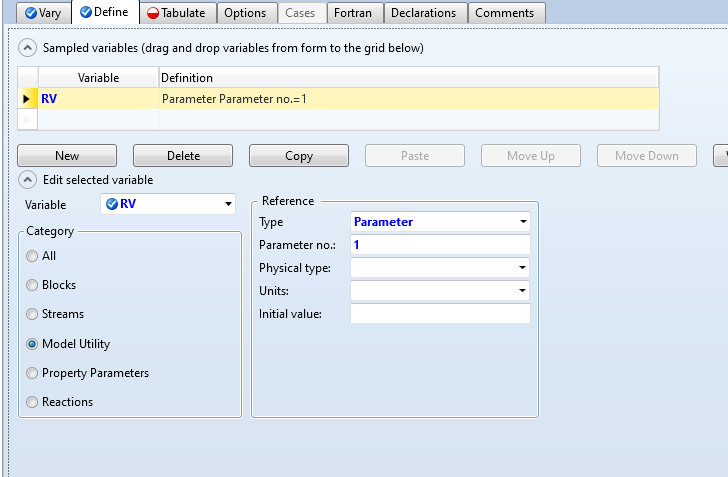 Vary Define Tabulate Options Cases Fortran Declarations Comments
Sampled variables (drag and drop variables from form to the grid below)
Variable Definition
RV Parameter Parameter no.=1
New Delete Copy Paste Move Up Move Down
Edit selected variable
Variable RV
Category
All
Blocks
Streams
Model Utility
Property Parameters
Reactions
Reference
Type Parameter
Parameter no.: 1
Physical type:
Units:
Initial value: